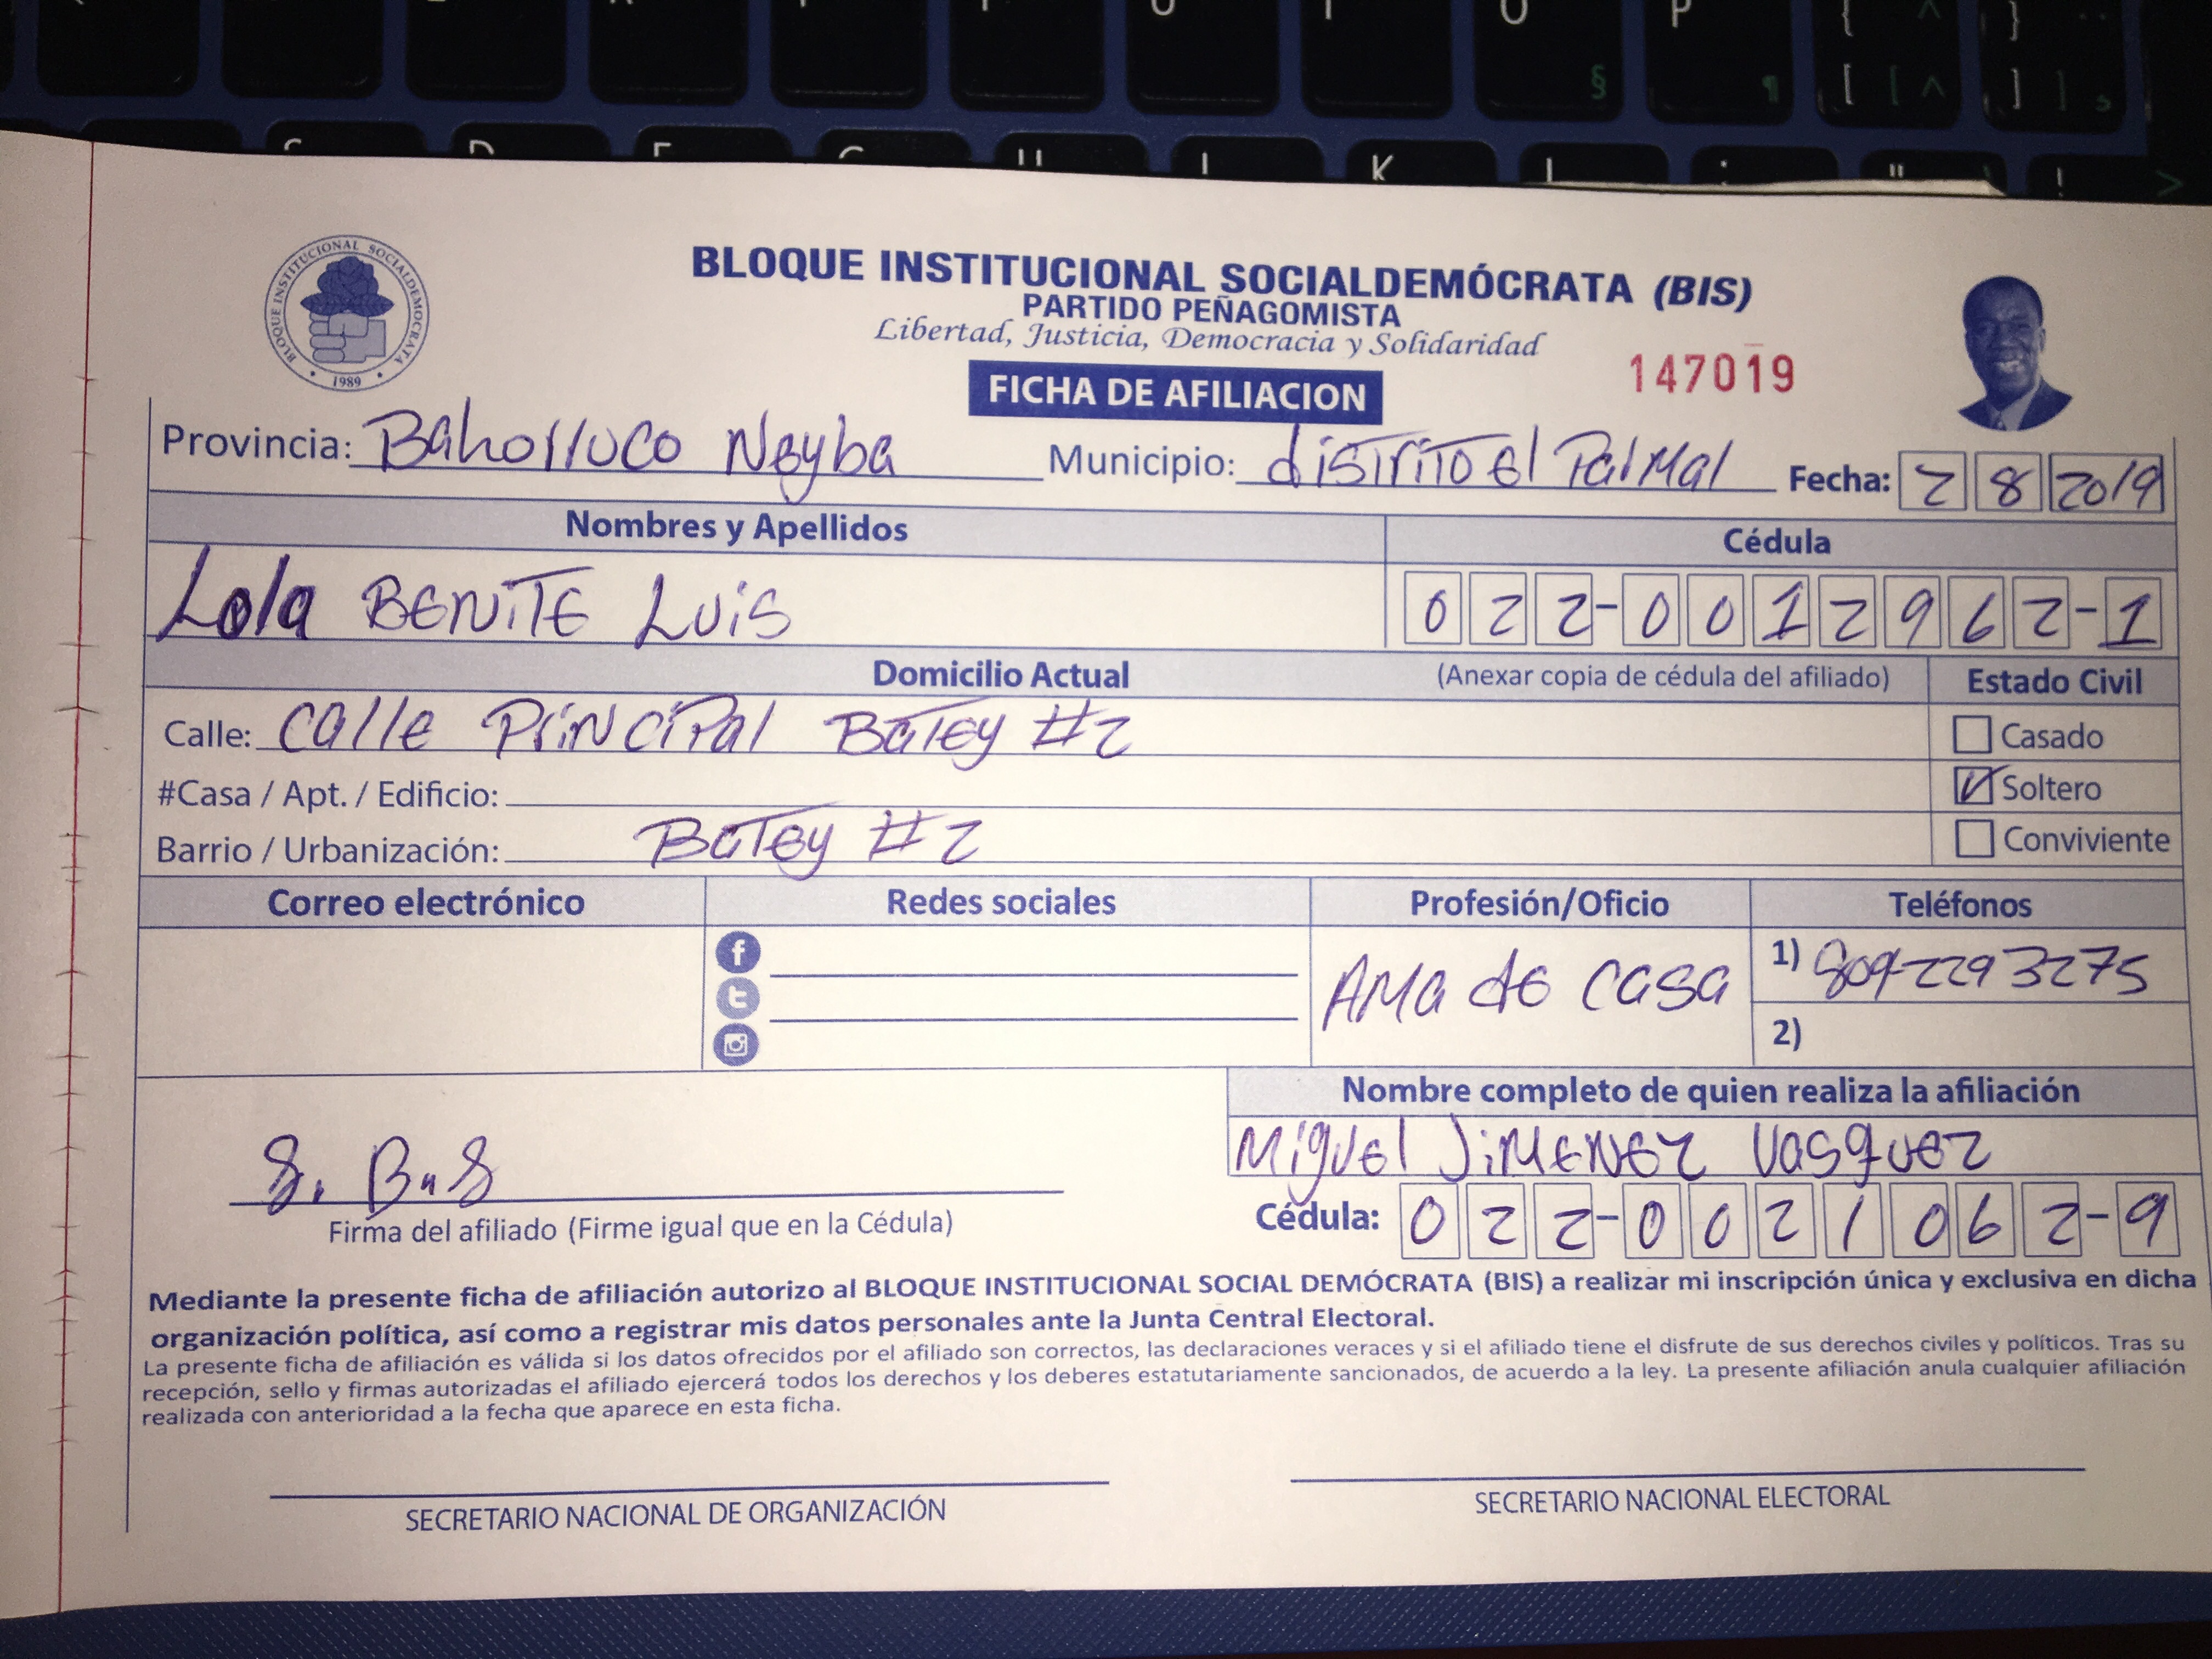 O P { ^ }
§ ¶ [ [ ^ ] ] ,
K " ! >
BLOQUE INSTITUCIONAL SOCIALDEMÓCRATA (BIS)
PARTIDO PEÑAGOMISTA
Libertad, Justicia, Democracia y Solidaridad
BLOQUE INSTITUCIONAL SOCIALDEMOCRATA
• 1989 •
FICHA DE AFILIACION
147019
Provincia: Bahorruco Neyba Municipio: distrito el Palmal Fecha: 2 8 2019
Nombres y Apellidos Cédula
Lola BENITE Luis 022-0012962-1
Domicilio Actual (Anexar copia de cédula del afiliado) Estado Civil
Calle: calle Principal Batey #2 Casado
#Casa / Apt. / Edificio: Soltero
Barrio / Urbanización: Batey #2 Conviviente
Correo electrónico Redes sociales Profesión/Oficio Teléfonos
AMa de casa 1) 809-2293275
2)
Nombre completo de quien realiza la afiliación
Miguel JiMENEZ Vasquez
Firma del afiliado (Firme igual que en la Cédula) Cédula: 022-0021062-9
Mediante la presente ficha de afiliación autorizo al BLOQUE INSTITUCIONAL SOCIAL DEMÓCRATA (BIS) a realizar mi inscripción única y exclusiva en dicha
organización política, así como a registrar mis datos personales ante la Junta Central Electoral.
La presente ficha de afiliación es válida si los datos ofrecidos por el afiliado son correctos, las declaraciones veraces y si el afiliado tiene el disfrute de sus derechos civiles y políticos. Tras su
recepción, sello y firmas autorizadas el afiliado ejercerá todos los derechos y los deberes estatutariamente sancionados, de acuerdo a la ley. La presente afiliación anula cualquier afiliación
realizada con anterioridad a la fecha que aparece en esta ficha.
SECRETARIO NACIONAL DE ORGANIZACIÓN SECRETARIO NACIONAL ELECTORAL